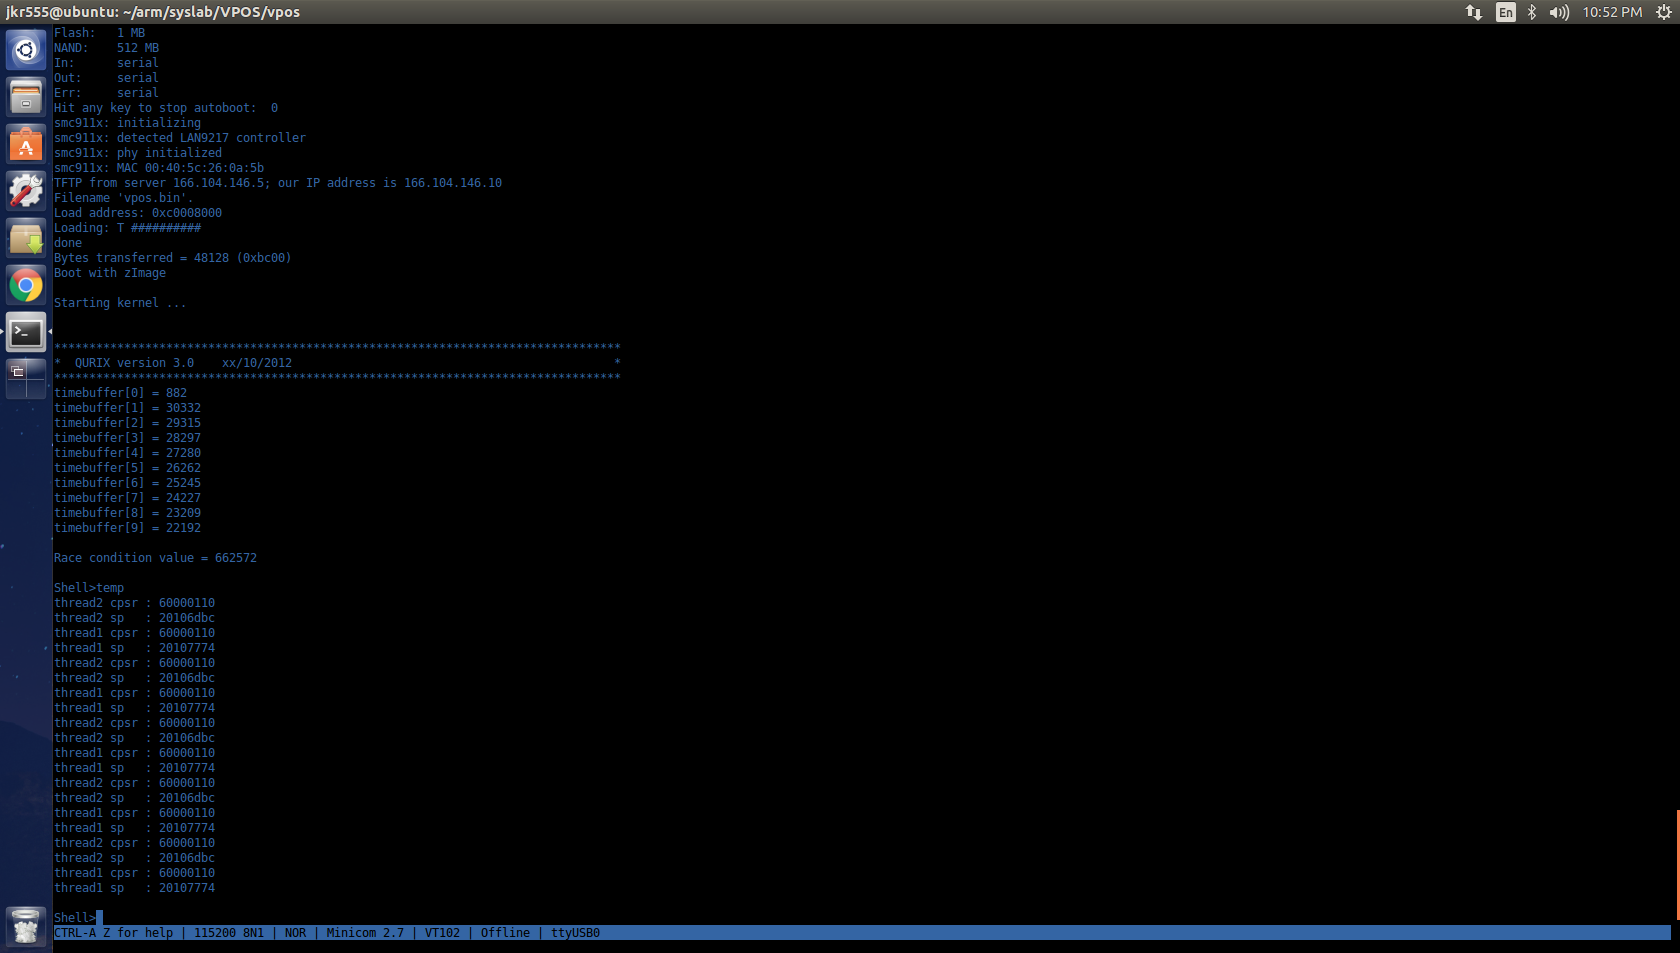 jkr555@ubuntu: ~/arm/syslab/VPOS/vpos
En
10:52 PM
Flash:   1 MB
NAND:    512 MB
In:      serial
Out:     serial
Err:     serial
Hit any key to stop autoboot:  0
smc911x: initializing
smc911x: detected LAN9217 controller
smc911x: phy initialized
smc911x: MAC 00:40:5c:26:0a:5b
TFTP from server 166.104.146.5; our IP address is 166.104.146.10
Filename 'vpos.bin'.
Load address: 0xc0008000
Loading: T ##########
done
Bytes transferred = 48128 (0xbc00)
Boot with zImage
Starting kernel ...
*********************************************************************************
*  QURIX version 3.0    xx/10/2012                                              *
*********************************************************************************
timebuffer[0] = 882
timebuffer[1] = 30332
timebuffer[2] = 29315
timebuffer[3] = 28297
timebuffer[4] = 27280
timebuffer[5] = 26262
timebuffer[6] = 25245
timebuffer[7] = 24227
timebuffer[8] = 23209
timebuffer[9] = 22192
Race condition value = 662572
Shell>temp
thread2 cpsr : 60000110
thread2 sp   : 20106dbc
thread1 cpsr : 60000110
thread1 sp   : 20107774
thread2 cpsr : 60000110
thread2 sp   : 20106dbc
thread1 cpsr : 60000110
thread1 sp   : 20107774
thread2 cpsr : 60000110
thread2 sp   : 20106dbc
thread1 cpsr : 60000110
thread1 sp   : 20107774
thread2 cpsr : 60000110
thread2 sp   : 20106dbc
thread1 cpsr : 60000110
thread1 sp   : 20107774
thread2 cpsr : 60000110
thread2 sp   : 20106dbc
thread1 cpsr : 60000110
thread1 sp   : 20107774
Shell>
CTRL-A Z for help | 115200 8N1 | NOR | Minicom 2.7 | VT102 | Offline | ttyUSB0